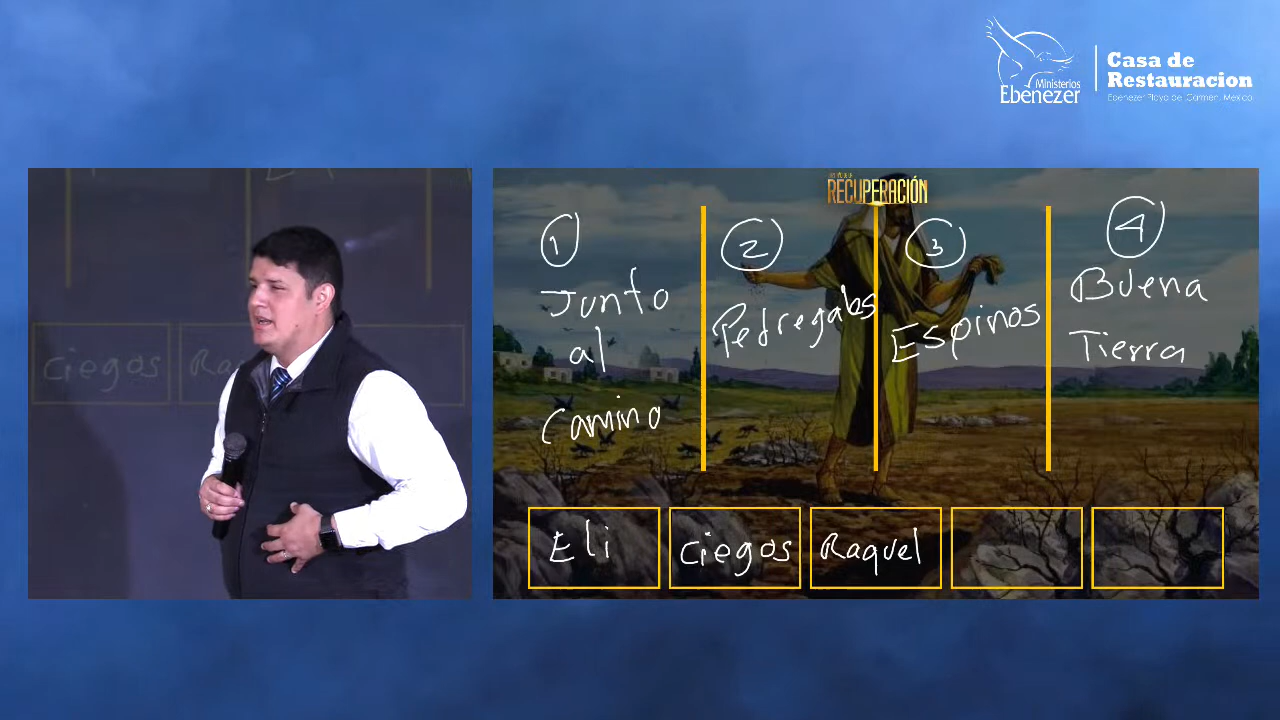 Ministerios
Ebenezer
Casa de
Restauracion
Ebenezer Playa del Carmen, Mexico
RECUPERACIÓN
1
Junto
al
Camino
2
Pedregales
3
Espinos
4
Buena
Tierra
Eli
Ciegos
Raquel
Ciegos
Ra